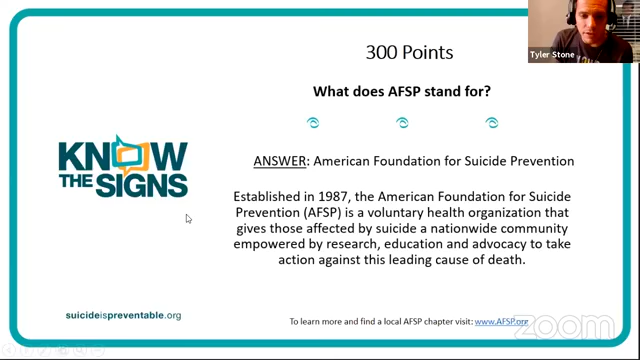 300 Points
Tyler Stone
What does AFSP stand for?
KNOW
THE SIGNS
ANSWER: American Foundation for Suicide Prevention
Established in 1987, the American Foundation for Suicide
Prevention (AFSP) is a voluntary health organization that
gives those affected by suicide a nationwide community
empowered by research, education and advocacy to take
action against this leading cause of death.
suicideispreventable.org
To learn more and find a local AFSP chapter visit: www.AFSP.org
zoom